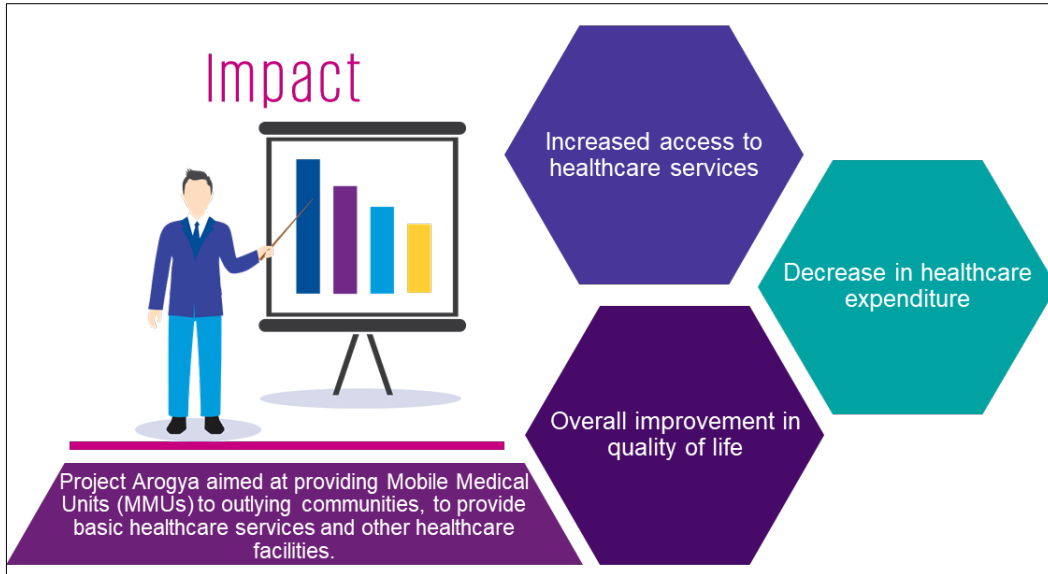 Impact
Increased access to
healthcare services
Decrease in healthcare
expenditure
Overall improvement in
quality of life
Project Arogya aimed at providing Mobile Medical
Units (MMUs) to outlying communities, to provide
basic healthcare services and other healthcare
facilities.